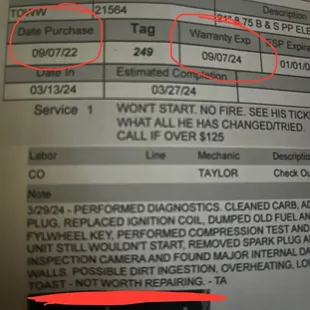 21564
Description
Date Purchase Tag Warranty Exp
09/07/22 249 09/07/24 01/01/0
Date In Estimated Completion
03/13/24 03/27/24
Service 1 WON'T START. NO FIRE. SEE HIS TICK
WHAT ALL HE HAS CHANGED/TRIED.
CALL IF OVER $125
Labor Line Mechanic Descriptio
CO TAYLOR Check Ou
Note
3/29/24 - PERFORMED DIAGNOSTICS. CLEANED CARB, AD
PLUG, REPLACED IGNITION COIL, DUMPED OLD FUEL AN
FYLWHEEL KEY, PERFORMED COMPRESSION TEST AND
UNIT STILL WOULDN'T START, REMOVED SPARK PLUG A
INSPECTION CAMERA AND FOUND MAJOR INTERNAL DA
WALLS. POSSIBLE DIRT INGESTION, OVERHEATING, LOW
TOAST - NOT WORTH REPAIRING. - TA